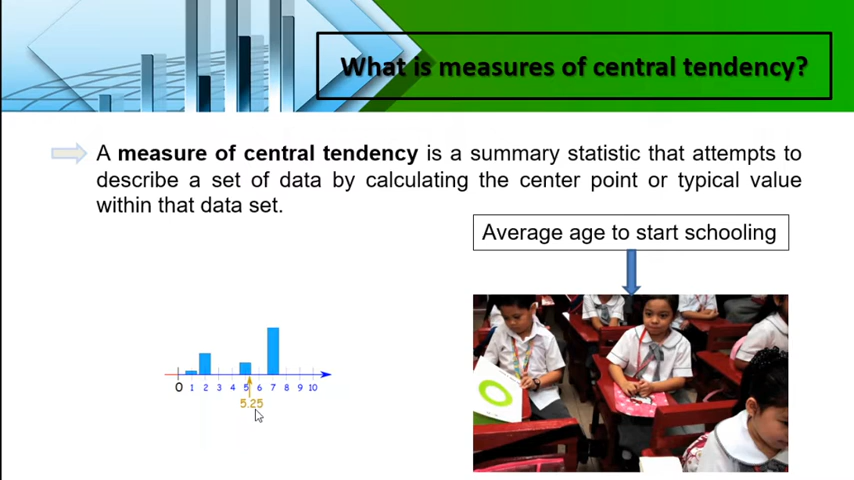 What is measures of central tendency?
A measure of central tendency is a summary statistic that attempts to
describe a set of data by calculating the center point or typical value
within that data set.
Average age to start schooling
0 1 2 3 4 5 6 7 8 9 10
5.25